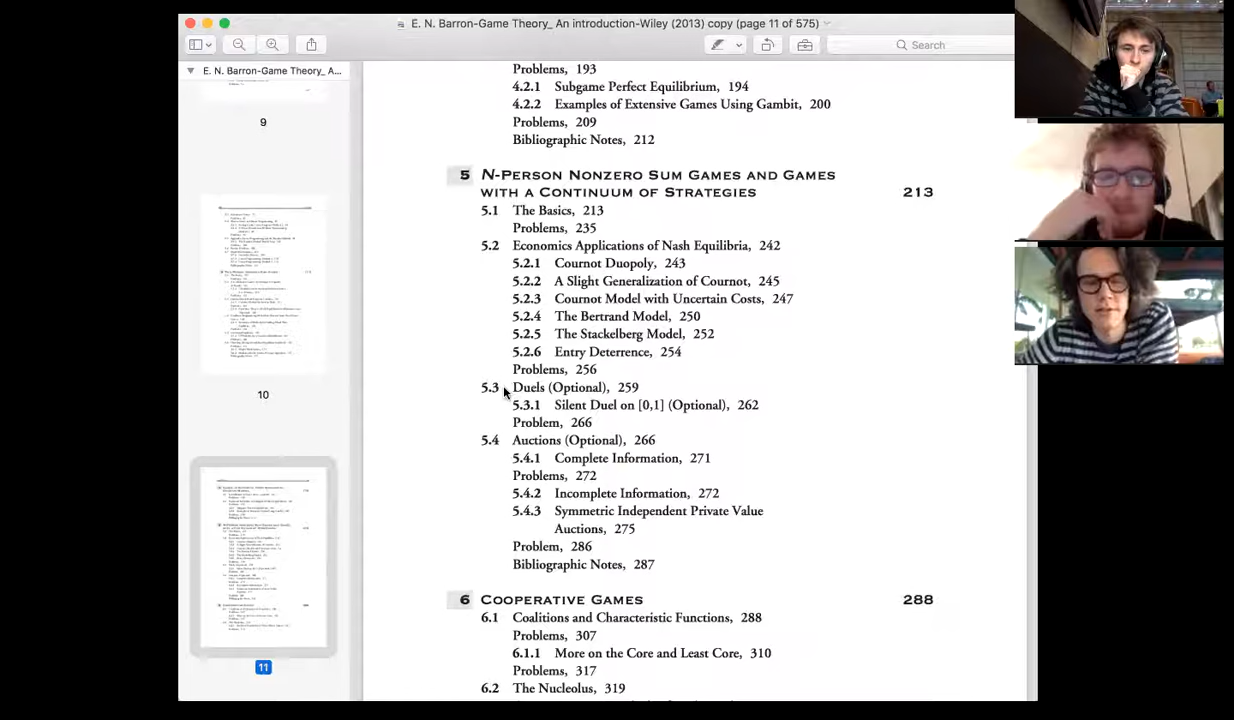 E. N. Barron-Game Theory_ An introduction-Wiley (2013) copy (page 11 of 575)
Search
E. N. Barron-Game Theory_ A...
9
10
11
Problems, 193
4.2.1 Subgame Perfect Equilibrium, 194
4.2.2 Examples of Extensive Games Using Gambit, 200
Problems, 209
Bibliographic Notes, 212
5 N-PERSON NONZERO SUM GAMES AND GAMES
WITH A CONTINUUM OF STRATEGIES 213
5.1 The Basics, 213
Problems, 235
5.2 Economics Applications of Nash Equilibria, 242
5.2.1 Cournot Duopoly, 243
5.2.2 A Slight Generalization of Cournot, 245
5.2.3 Cournot Model with Uncertain Costs, 247
5.2.4 The Bertrand Model, 250
5.2.5 The Stackelberg Model, 252
5.2.6 Entry Deterrence, 254
Problems, 256
5.3 Duels (Optional), 259
5.3.1 Silent Duel on [0,1] (Optional), 262
Problem, 266
5.4 Auctions (Optional), 266
5.4.1 Complete Information, 271
Problems, 272
5.4.2 Incomplete Information, 272
5.4.3 Symmetric Independent Private Value
Auctions, 275
Problem, 286
Bibliographic Notes, 287
6 COOPERATIVE GAMES 288
6.1 Coalitions and Characteristic Functions, 288
Problems, 307
6.1.1 More on the Core and Least Core, 310
Problems, 317
6.2 The Nucleolus, 319